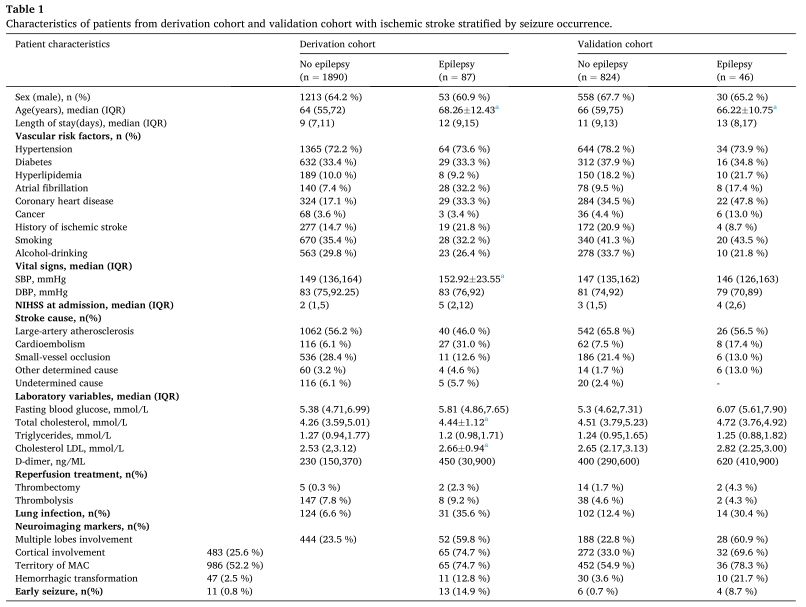 Table 1
Characteristics of patients from derivation cohort and validation cohort with ischemic stroke stratified by seizure occurrence.
Patient characteristics Derivation cohort Validation cohort
No epilepsy Epilepsy No epilepsy Epilepsy
(n = 1890) (n = 87) (n = 824) (n = 46)
Sex (male), n (%) 1213 (64.2 %) 53 (60.9 %) 558 (67.7 %) 30 (65.2 %)
Age(years), median (IQR) 64 (55,72) 68.26±12.43a 66 (59,75) 66.22±10.75a
Length of stay(days), median (IQR) 9 (7,11) 12 (9,15) 11 (9,13) 13 (8,17)
Vascular risk factors, n (%)
Hypertension 1365 (72.2 %) 64 (73.6 %) 644 (78.2 %) 34 (73.9 %)
Diabetes 632 (33.4 %) 29 (33.3 %) 312 (37.9 %) 16 (34.8 %)
Hyperlipidemia 189 (10.0 %) 8 (9.2 %) 150 (18.2 %) 10 (21.7 %)
Atrial fibrillation 140 (7.4 %) 28 (32.2 %) 78 (9.5 %) 8 (17.4 %)
Coronary heart disease 324 (17.1 %) 29 (33.3 %) 284 (34.5 %) 22 (47.8 %)
Cancer 68 (3.6 %) 3 (3.4 %) 36 (4.4 %) 6 (13.0 %)
History of ischemic stroke 277 (14.7 %) 19 (21.8 %) 172 (20.9 %) 4 (8.7 %)
Smoking 670 (35.4 %) 28 (32.2 %) 340 (41.3 %) 20 (43.5 %)
Alcohol-drinking 563 (29.8 %) 23 (26.4 %) 278 (33.7 %) 10 (21.8 %)
Vital signs, median (IQR)
SBP, mmHg 149 (136,164) 152.92±23.55a 147 (135,162) 146 (126,163)
DBP, mmHg 83 (75,92.25) 83 (76,92) 81 (74,92) 79 (70,89)
NIHSS at admission, median (IQR) 2 (1,5) 5 (2,12) 3 (1,5) 4 (2,6)
Stroke cause, n(%)
Large-artery atherosclerosis 1062 (56.2 %) 40 (46.0 %) 542 (65.8 %) 26 (56.5 %)
Cardioembolism 116 (6.1 %) 27 (31.0 %) 62 (7.5 %) 8 (17.4 %)
Small-vessel occlusion 536 (28.4 %) 11 (12.6 %) 186 (21.4 %) 6 (13.0 %)
Other determined cause 60 (3.2 %) 4 (4.6 %) 14 (1.7 %) 6 (13.0 %)
Undetermined cause 116 (6.1 %) 5 (5.7 %) 20 (2.4 %) -
Laboratory variables, median (IQR)
Fasting blood glucose, mmol/L 5.38 (4.71,6.99) 5.81 (4.86,7.65) 5.3 (4.62,7.31) 6.07 (5.61,7.90)
Total cholesterol, mmol/L 4.26 (3.59,5.01) 4.44±1.12a 4.51 (3.79,5.23) 4.72 (3.76,4.92)
Triglycerides, mmol/L 1.27 (0.94,1.77) 1.2 (0.98,1.71) 1.24 (0.95,1.65) 1.25 (0.88,1.82)
Cholesterol LDL, mmol/L 2.53 (2,3.12) 2.66±0.94a 2.65 (2.17,3.13) 2.82 (2.25,3.00)
D-dimer, ng/ML 230 (150,370) 450 (30,900) 400 (290,600) 620 (410,900)
Reperfusion treatment, n(%)
Thrombectomy 5 (0.3 %) 2 (2.3 %) 14 (1.7 %) 2 (4.3 %)
Thrombolysis 147 (7.8 %) 8 (9.2 %) 38 (4.6 %) 2 (4.3 %)
Lung infection, n(%) 124 (6.6 %) 31 (35.6 %) 102 (12.4 %) 14 (30.4 %)
Neuroimaging markers, n(%)
Multiple lobes involvement 444 (23.5 %) 52 (59.8 %) 188 (22.8 %) 28 (60.9 %)
Cortical involvement 483 (25.6 %) 65 (74.7 %) 272 (33.0 %) 32 (69.6 %)
Territory of MAC 986 (52.2 %) 65 (74.7 %) 452 (54.9 %) 36 (78.3 %)
Hemorrhagic transformation 47 (2.5 %) 11 (12.8 %) 30 (3.6 %) 10 (21.7 %)
Early seizure, n(%) 11 (0.8 %) 13 (14.9 %) 6 (0.7 %) 4 (8.7 %)